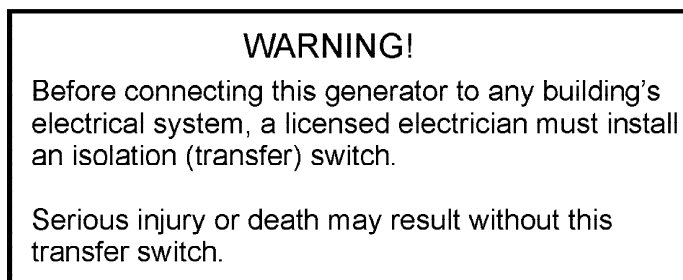 WARNING!
Before connecting this generator to any building's
electrical system, a licensed electrician must install
an isolation (transfer) switch.
Serious injury or death may result without this
transfer switch.